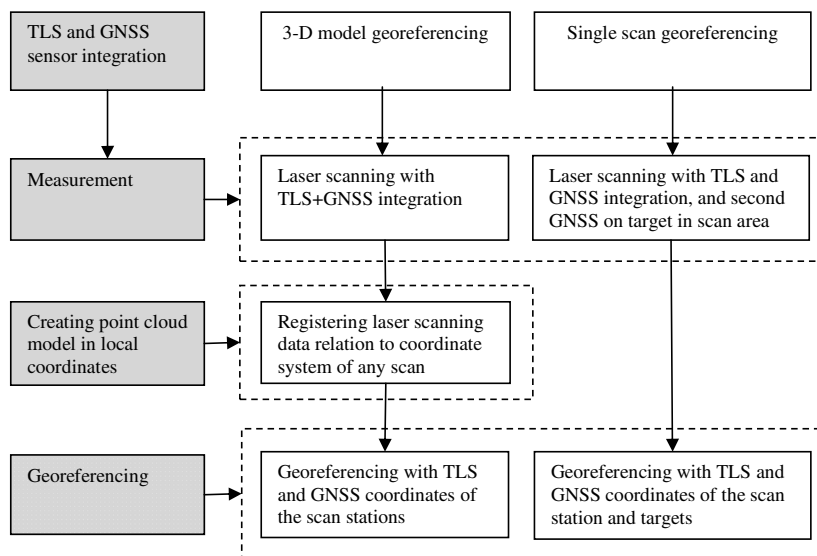 TLS and GNSS
sensor integration
3-D model georeferencing
Single scan georeferencing
Measurement
Laser scanning with
TLS+GNSS integration
Laser scanning with TLS and
GNSS integration, and second
GNSS on target in scan area
Creating point cloud
model in local
coordinates
Registering laser scanning
data relation to coordinate
system of any scan
Georeferencing
Georeferencing with TLS
and GNSS coordinates of
the scan stations
Georeferencing with TLS and
GNSS coordinates of the scan
station and targets